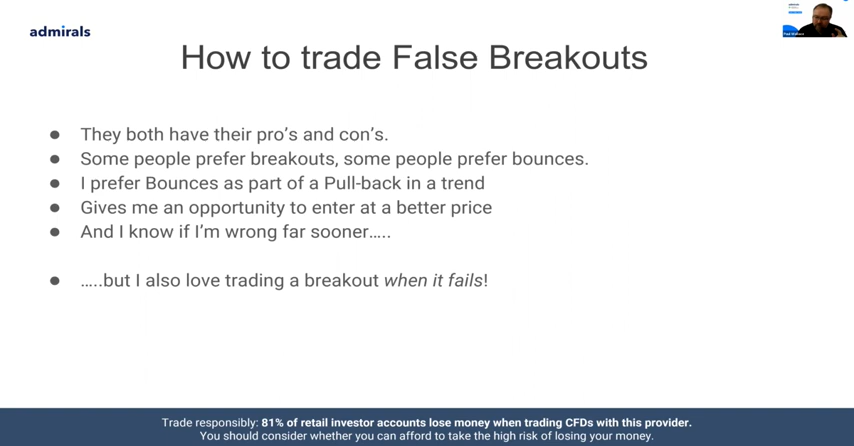 admirals
How to trade False Breakouts
● They both have their pro's and con's.
● Some people prefer breakouts, some people prefer bounces.
● I prefer Bounces as part of a Pull-back in a trend
● Gives me an opportunity to enter at a better price
● And I know if I'm wrong far sooner.….
● …..but I also love trading a breakout when it fails!
Trade responsibly: 81% of retail investor accounts lose money when trading CFDs with this provider.
You should consider whether you can afford to take the high risk of losing your money.